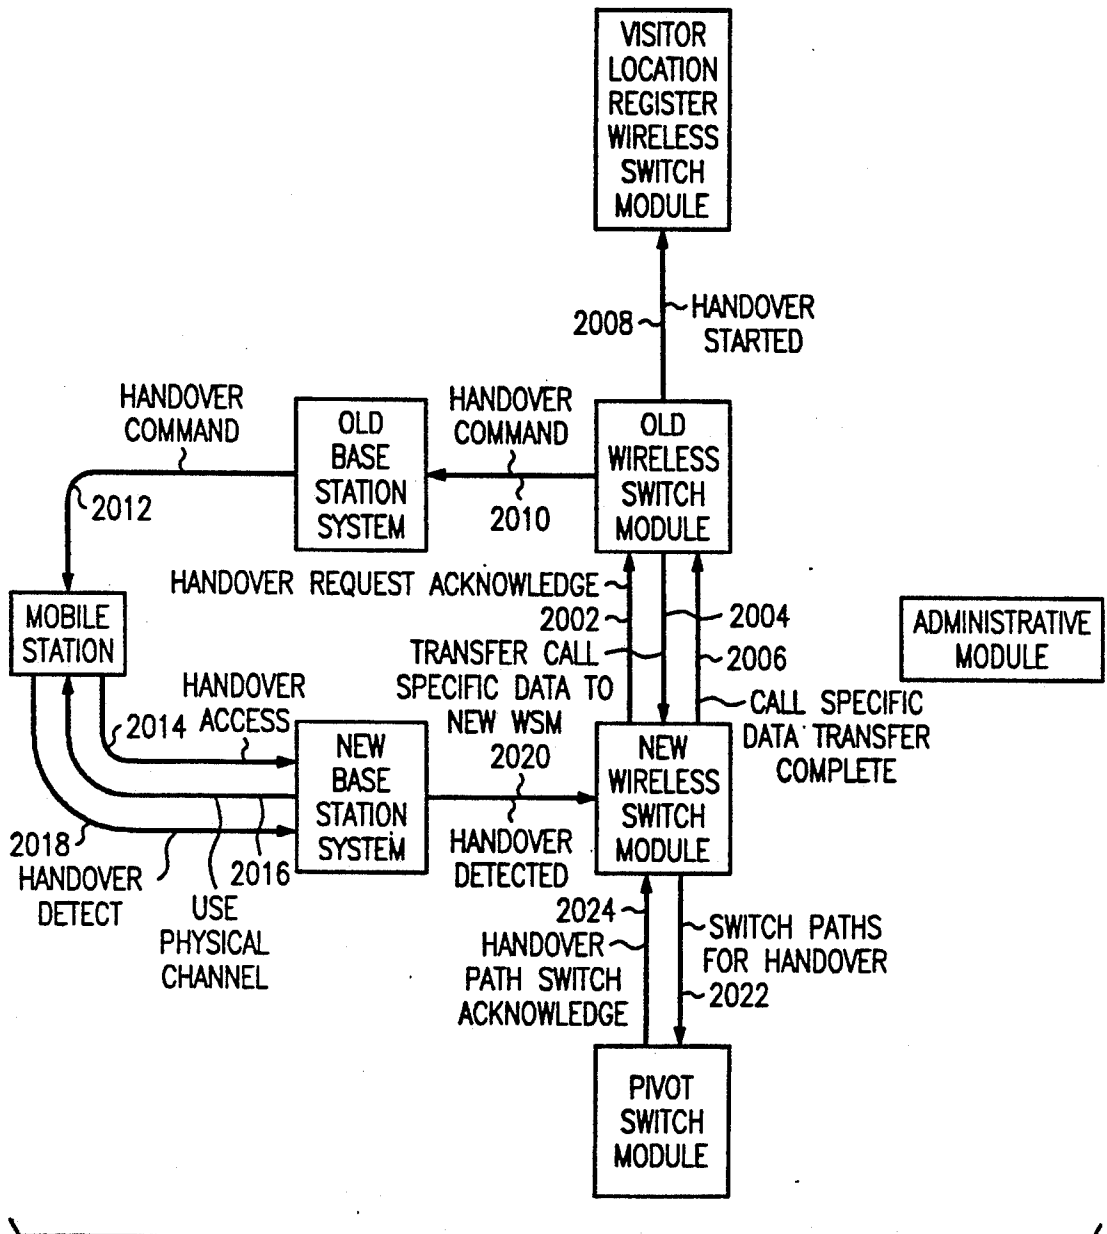 VISITOR
LOCATION
REGISTER
WIRELESS
SWITCH
MODULE
2008
HANDOVER
STARTED
HANDOVER
COMMAND
2012
OLD
BASE
STATION
SYSTEM
HANDOVER
COMMAND
2010
OLD
WIRELESS
SWITCH
MODULE
HANDOVER REQUEST ACKNOWLEDGE
2002
2004
TRANSFER CALL
SPECIFIC DATA TO
NEW WSM
2006
CALL SPECIFIC
DATA TRANSFER
COMPLETE
ADMINISTRATIVE
MODULE
MOBILE
STATION
HANDOVER
ACCESS
2014
NEW
BASE
STATION
SYSTEM
2020
HANDOVER
DETECTED
NEW
WIRELESS
SWITCH
MODULE
2018
HANDOVER
DETECT
2016
USE
PHYSICAL
CHANNEL
2024
HANDOVER
PATH SWITCH
ACKNOWLEDGE
SWITCH PATHS
FOR HANDOVER
2022
PIVOT
SWITCH
MODULE